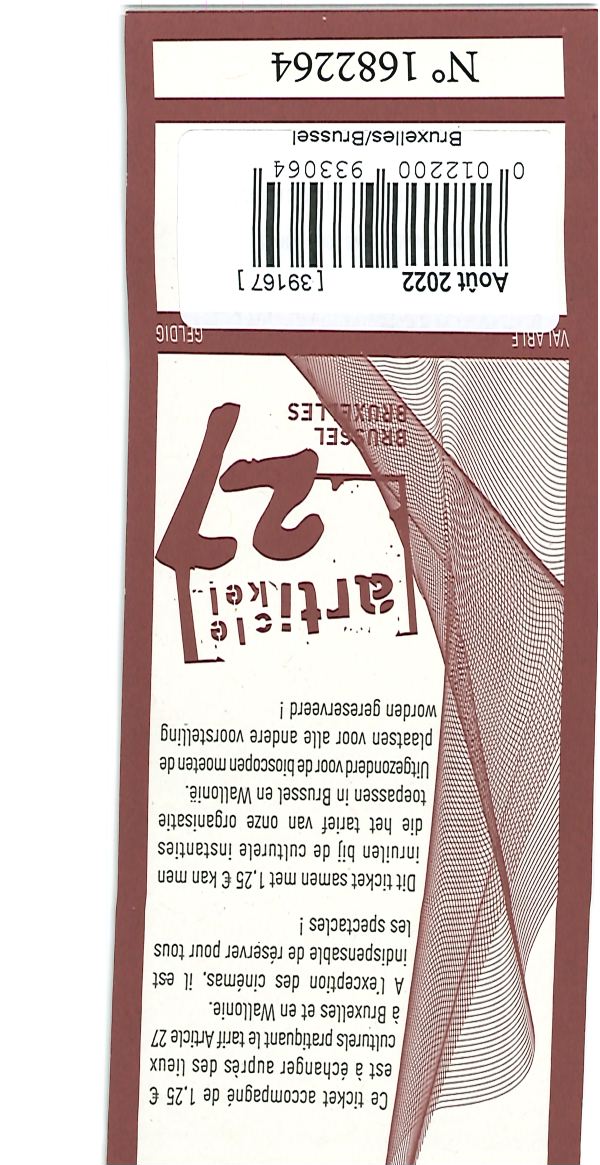 Ce ticket accompagné de 1,25 €
est à échanger auprès des lieux
culturels pratiquant le tarif Article 27
à Bruxelles et en Wallonie.
A l'exception des cinémas, il est
indispensable de réserver pour tous
les spectacles !
Dit ticket samen met 1,25 € kan men
inruilen bij de culturele instanties
die het tarief van onze organisatie
toepassen in Brussel en Wallonië.
Uitgezonderd voor de bioscopen moeten de
plaatsen voor alle andere voorstelling
worden gereserveerd !
[article
kel
27
BRUSSEL
BRUXELLES
VALABLE GELDIG
Août 2022 [39167]
0 012200 933064
Bruxelles/Brussel
N° 1682264